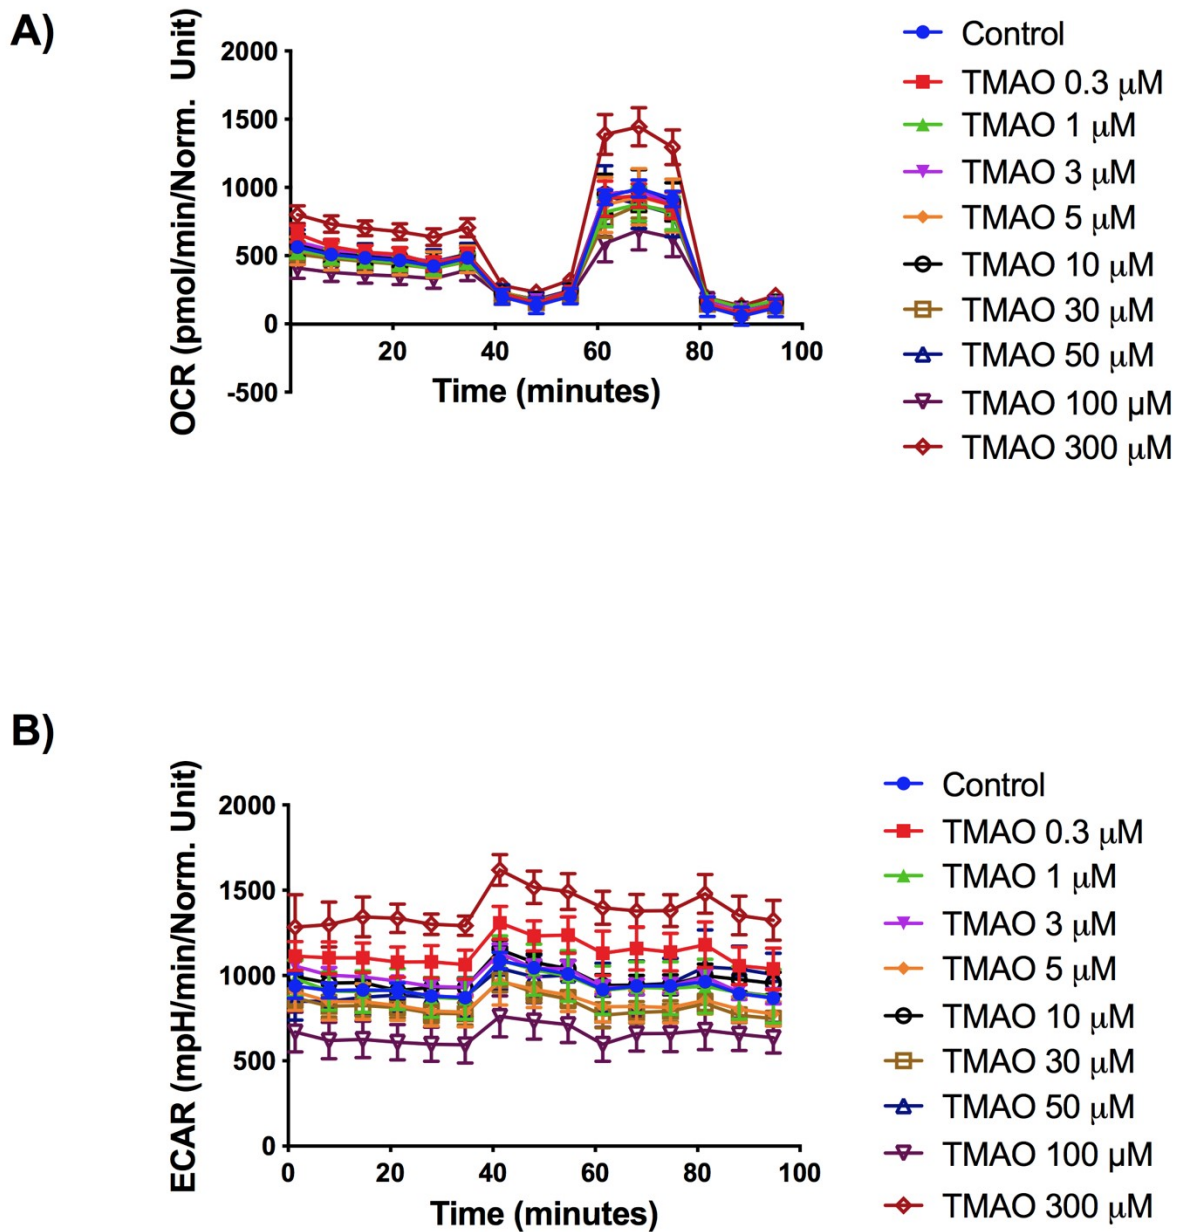 A)
OCR (pmol/min/Norm. Unit)
2000
1500
1000
500
0
-500
20
40
60
80
100
Time (minutes)
Control
TMAO 0.3 μM
TMAO 1 μM
TMAO 3 μM
TMAO 5 μM
TMAO 10 μM
TMAO 30 μM
TMAO 50 μM
TMAO 100 µM
TMAO 300 μM
B)
ECAR (mpH/min/Norm. Unit)
2000
1500
1000
500
0
0
20
40
60
80
100
Time (minutes)
Control
TMAO 0.3 μM
TMAO 1 μM
TMAO 3 μM
TMAO 5 μM
TMAO 10 μM
TMAO 30 μM
TMAO 50 μM
TMAO 100 µM
TMAO 300 μM